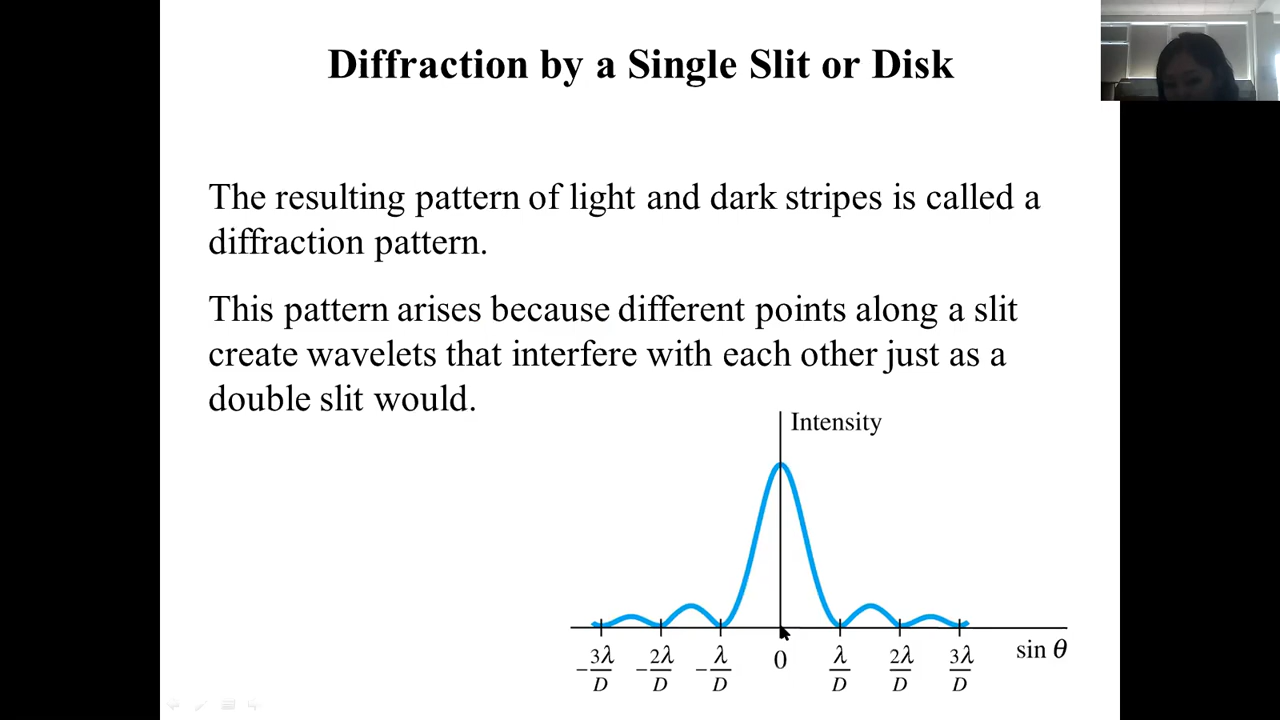 Diffraction by a Single Slit or Disk
The resulting pattern of light and dark stripes is called a
diffraction pattern.
This pattern arises because different points along a slit
create wavelets that interfere with each other just as a
double slit would.
Intensity
−3λ/D −2λ/D −λ/D 0 λ/D 2λ/D 3λ/D sin θ